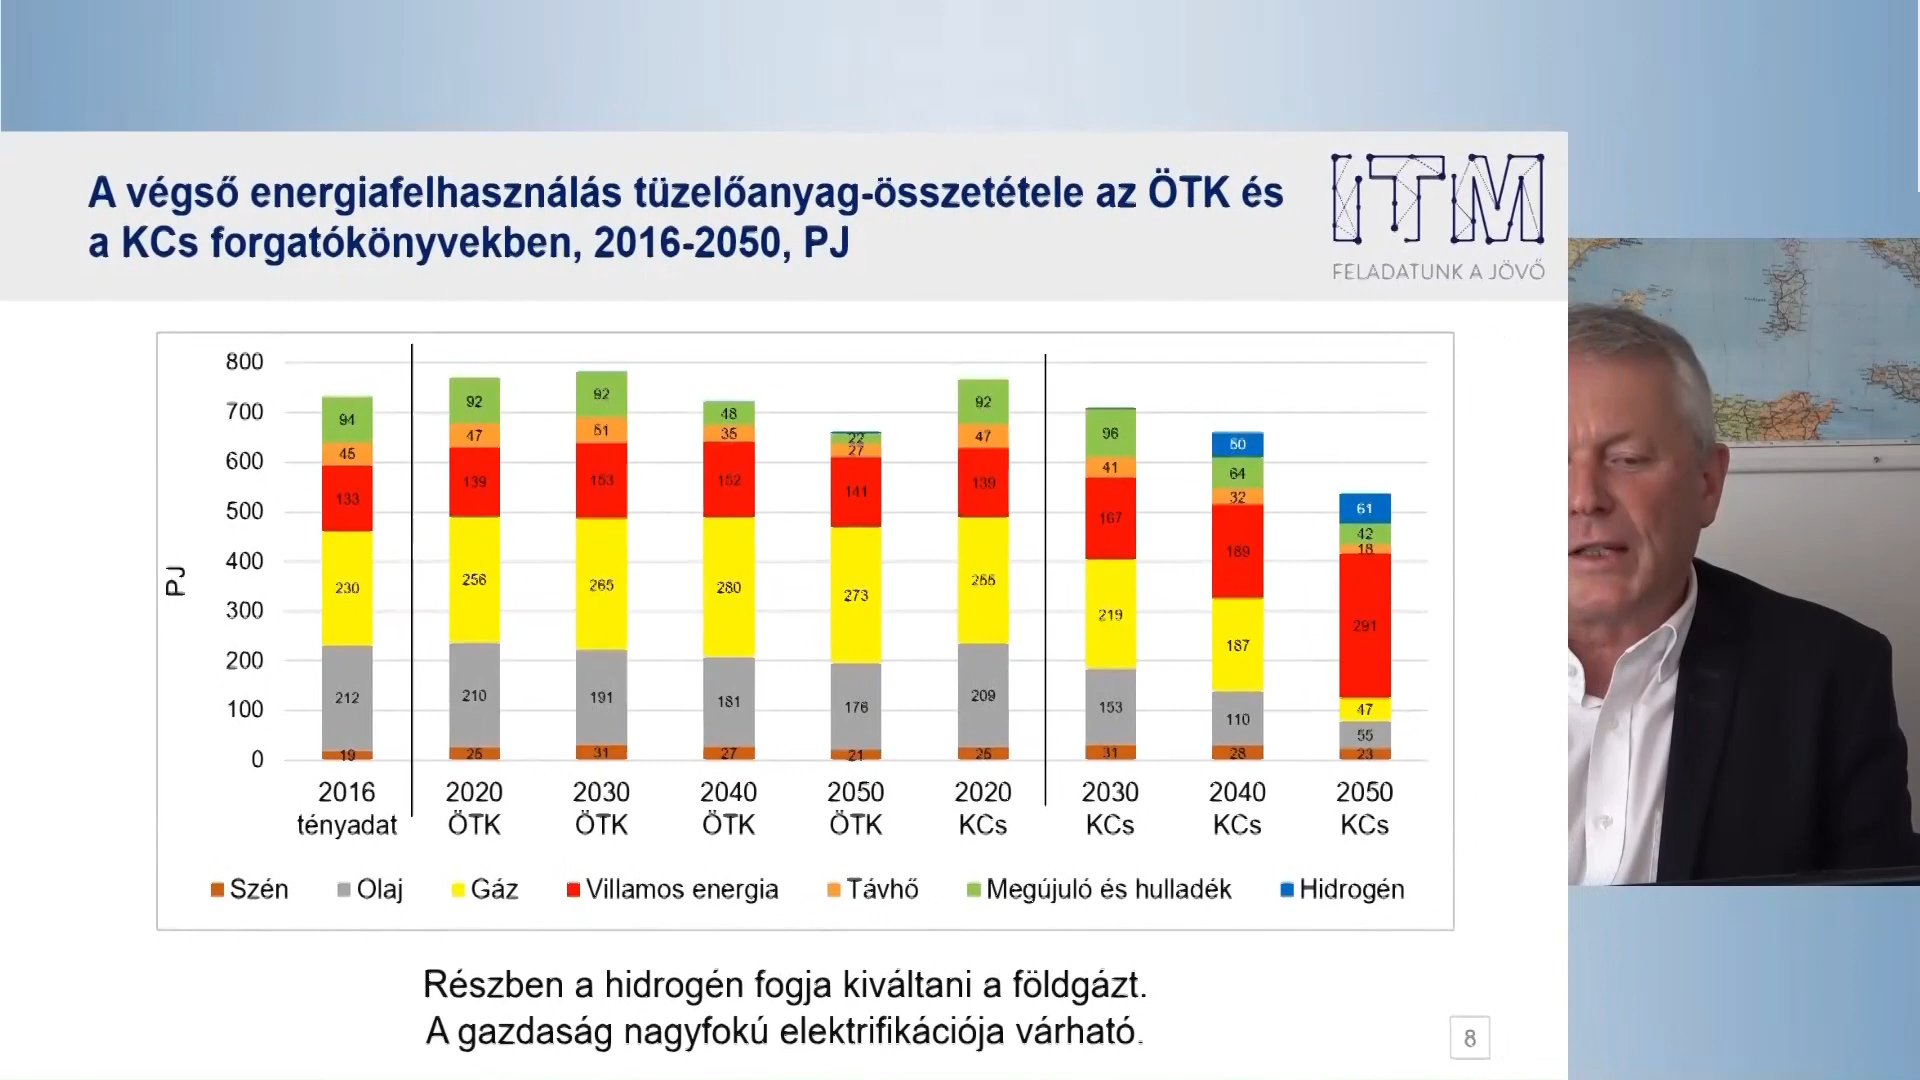 A végső energiafelhasználás tüzelőanyag-összetétele az ÖTK és
a KCs forgatókönyvekben, 2016-2050, PJ
ITM
FELADATUNK A JÖVŐ
PJ
800
700
600
500
400
300
200
100
0
94 45 133 230 212 19
92 47 139 256 210 25
92 51 153 265 191 31
48 35 152 280 181 27
22 27 141 273 176 21
92 47 139 255 209 25
96 41 167 219 153 31
50 64 32 189 187 110 28
61 42 18 291 47 55 23
2016 tényadat
2020 ÖTK
2030 ÖTK
2040 ÖTK
2050 ÖTK
2020 KCs
2030 KCs
2040 KCs
2050 KCs
Szén Olaj Gáz Villamos energia Távhő Megújuló és hulladék Hidrogén
Részben a hidrogén fogja kiváltani a földgázt.
A gazdaság nagyfokú elektrifikációja várható.
8